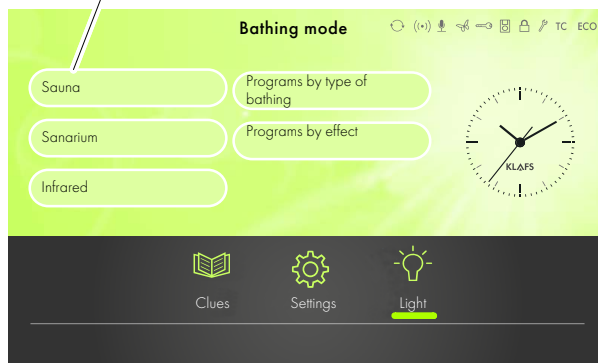 Bathing mode
TC ECO
Sauna
Programs by type of
bathing
Sanarium
Programs by effect
KLAFS
Infrared
Clues
Settings
Light